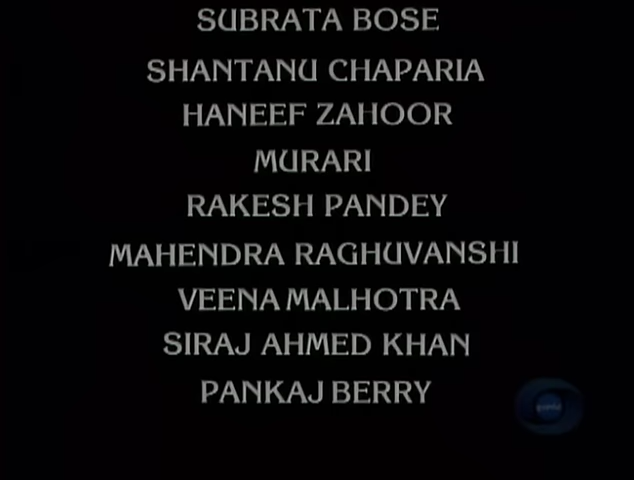 SUBRATA BOSE
SHANTANU CHAPARIA
HANEEF ZAHOOR
MURARI
RAKESH PANDEY
MAHENDRA RAGHUVANSHI
VEENA MALHOTRA
SIRAJ AHMED KHAN
PANKAJ BERRY